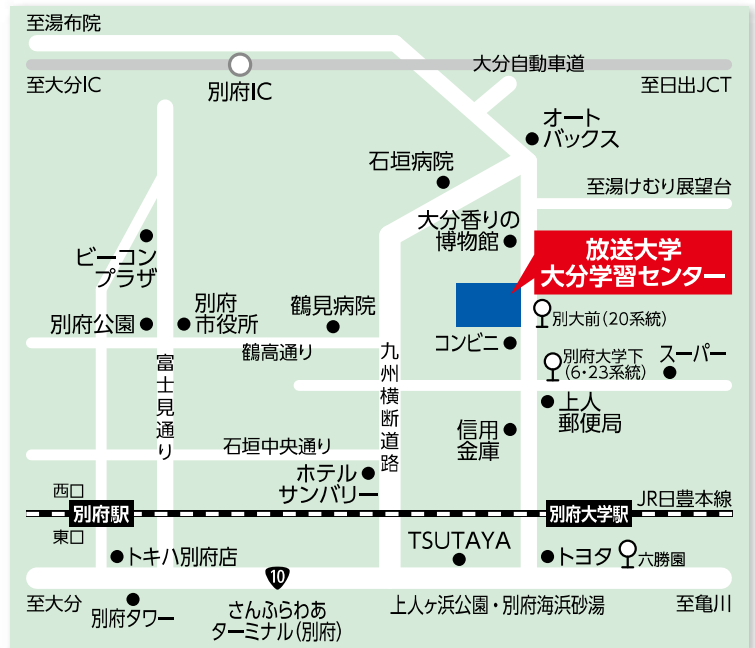 至湯布院
大分自動車道
至大分IC
別府IC
至日出JCT
オート
バックス
石垣病院
至湯けむり展望台
大分香りの
博物館
放送大学
大分学習センター
ビーコン
プラザ
別府公園
別府
市役所
鶴見病院
別大前(20系統)
コンビニ
鶴高通り
九州横断道路
富士見通り
別府大学下
(6・23系統)
スーパー
上人
郵便局
信用
金庫
石垣中央通り
ホテル
サンバリー
西口
別府駅
東口
JR日豊本線
別府大学駅
トキハ別府店
TSUTAYA
トヨタ
六勝園
10
至大分
別府タワー
さんふらわあ
ターミナル(別府)
上人ヶ浜公園・別府海浜砂湯
至亀川